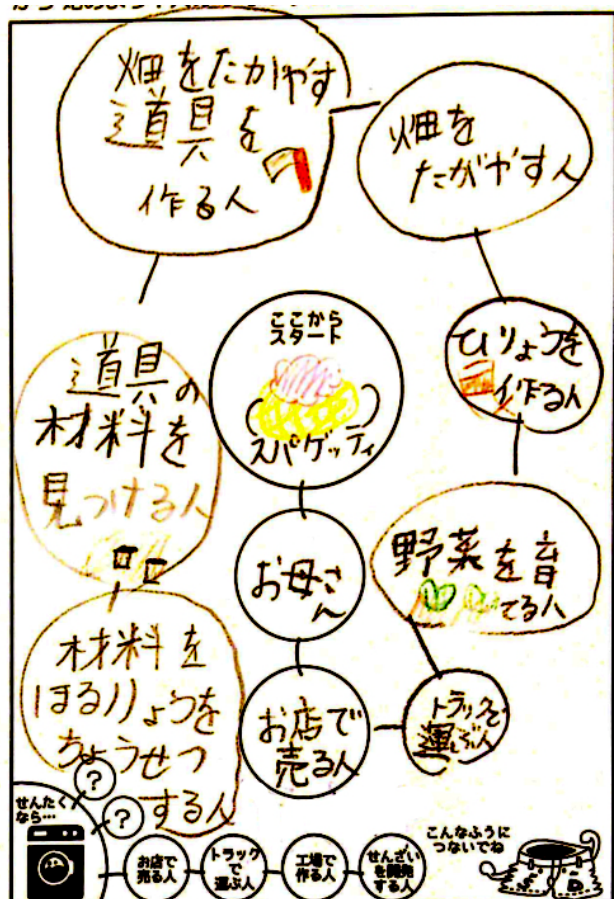 ここから
スタート
スパゲッティ
お母さ
ん
お店で
売る人
トラックで
運ぶ人
野菜を育
てる人
ひりょうを
作る人
畑を
たがやす人
畑をたがやす
道具を
作る人
道具の
材料を
見つける人
材料を
ほるりょうを
ちょうせつ
する人
せんたく
なら…
?
?
お店で
売る人
トラック
で
運ぶ人
工場で
作る人
せんざい
を開発
する人
こんなふうに
つないでね